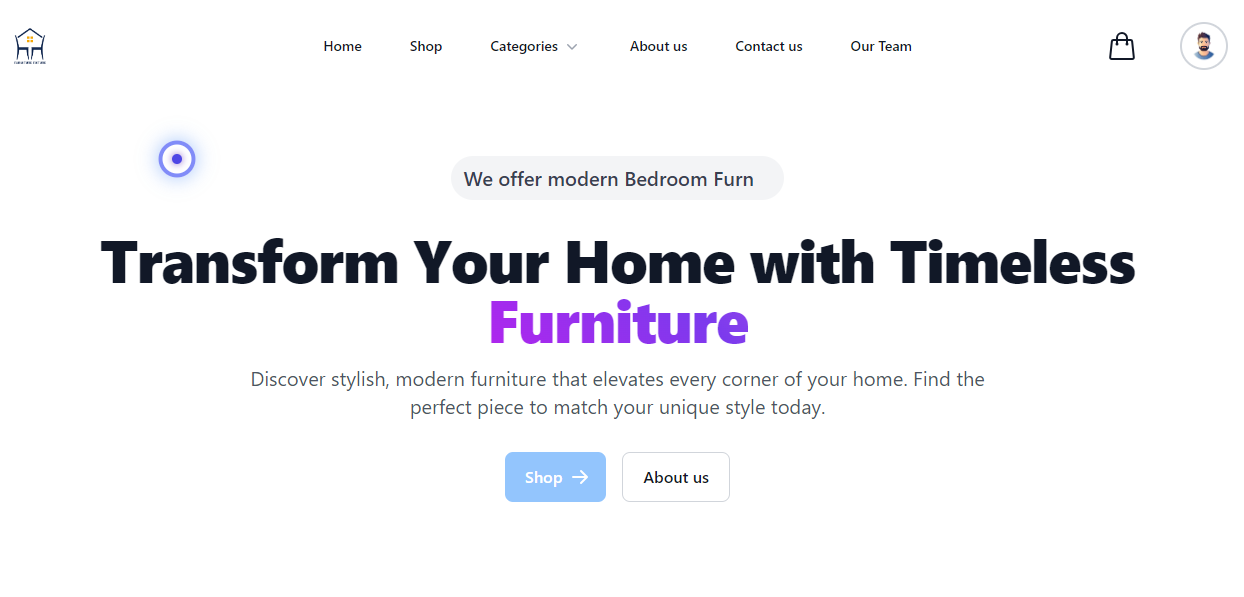 Home
Shop
Categories
About us
Contact us
Our Team
We offer modern Bedroom Furn
Transform Your Home with Timeless
Furniture
Discover stylish, modern furniture that elevates every corner of your home. Find the
perfect piece to match your unique style today.
Shop
About us